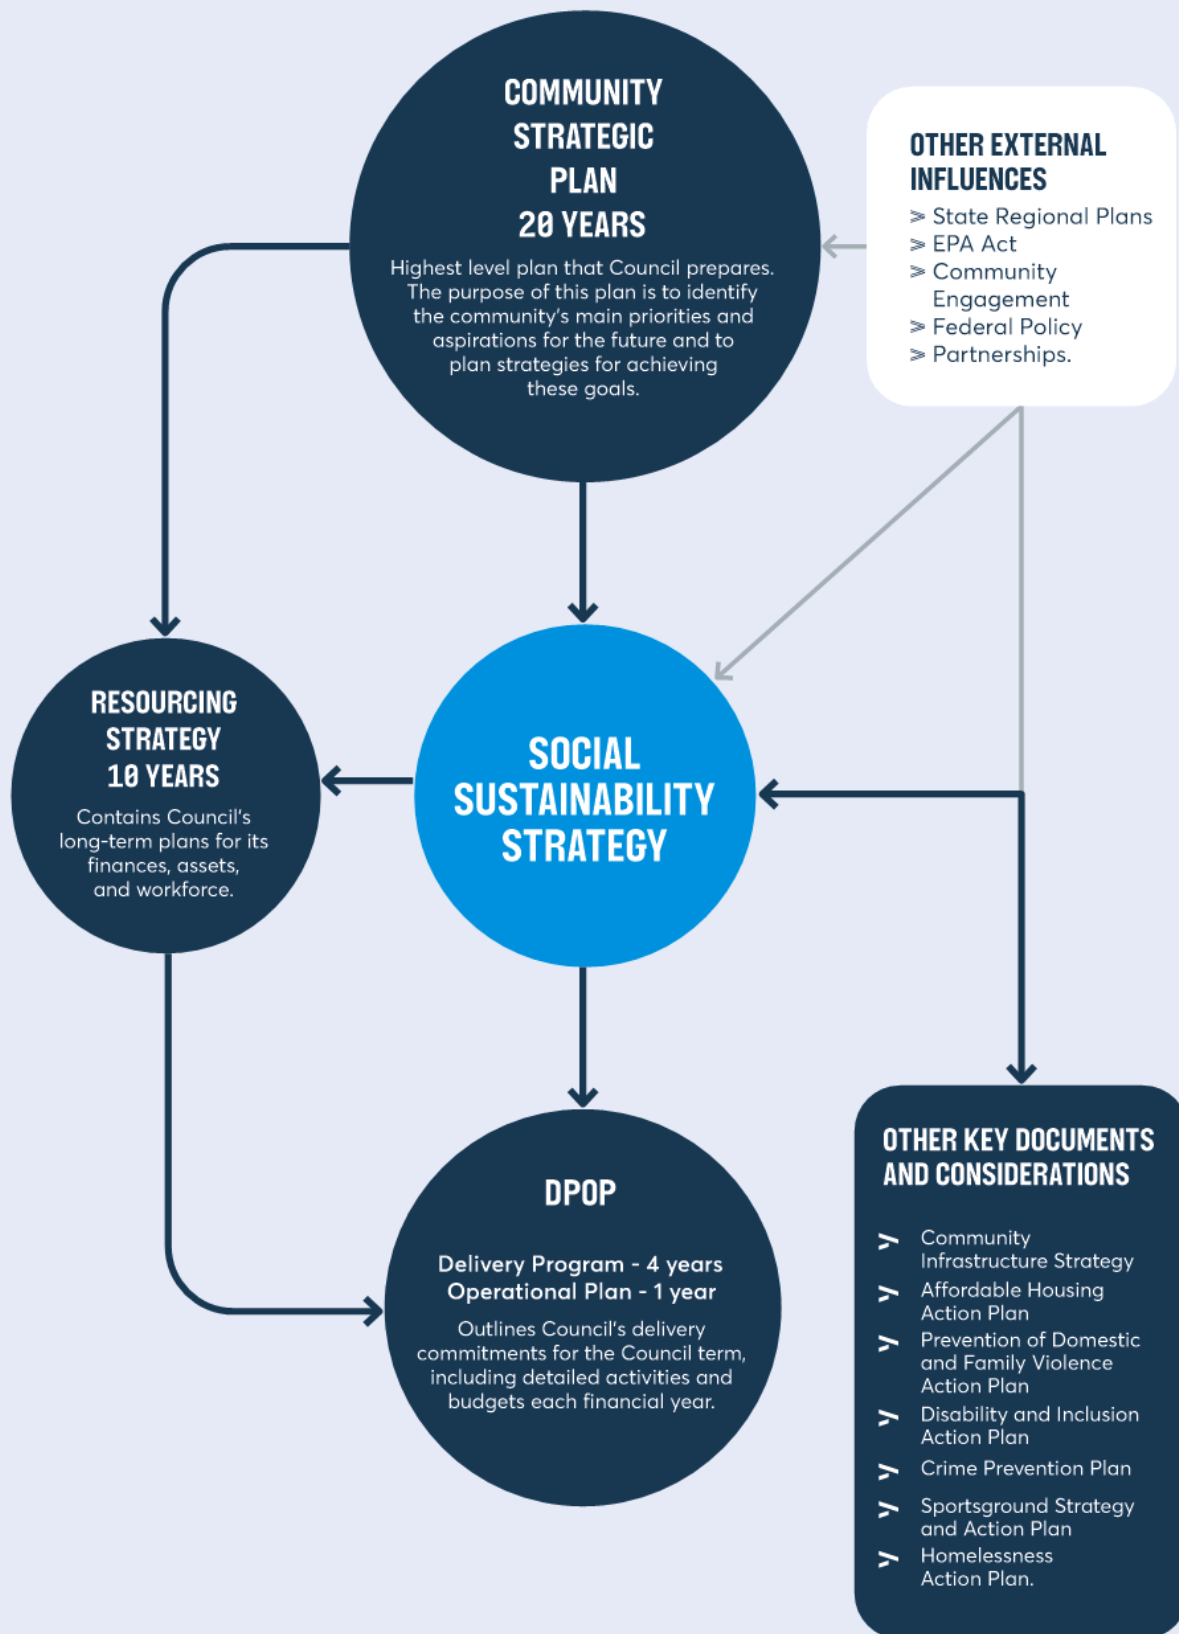 COMMUNITY
STRATEGIC
PLAN
20 YEARS
Highest level plan that Council prepares.
The purpose of this plan is to identify
the community's main priorities and
aspirations for the future and to
plan strategies for achieving
these goals.
OTHER EXTERNAL
INFLUENCES
State Regional Plans
EPA Act
Community
Engagement
Federal Policy
Partnerships.
RESOURCING
STRATEGY
10 YEARS
Contains Council's
long-term plans for its
finances, assets,
and workforce.
SOCIAL
SUSTAINABILITY
STRATEGY
DPOP
Delivery Program - 4 years
Operational Plan - 1 year
Outlines Council's delivery
commitments for the Council term,
including detailed activities and
budgets each financial year.
OTHER KEY DOCUMENTS
AND CONSIDERATIONS
Community
Infrastructure Strategy
Affordable Housing
Action Plan
Prevention of Domestic
and Family Violence
Action Plan
Disability and Inclusion
Action Plan
Crime Prevention Plan
Sportsground Strategy
and Action Plan
Homelessness
Action Plan.